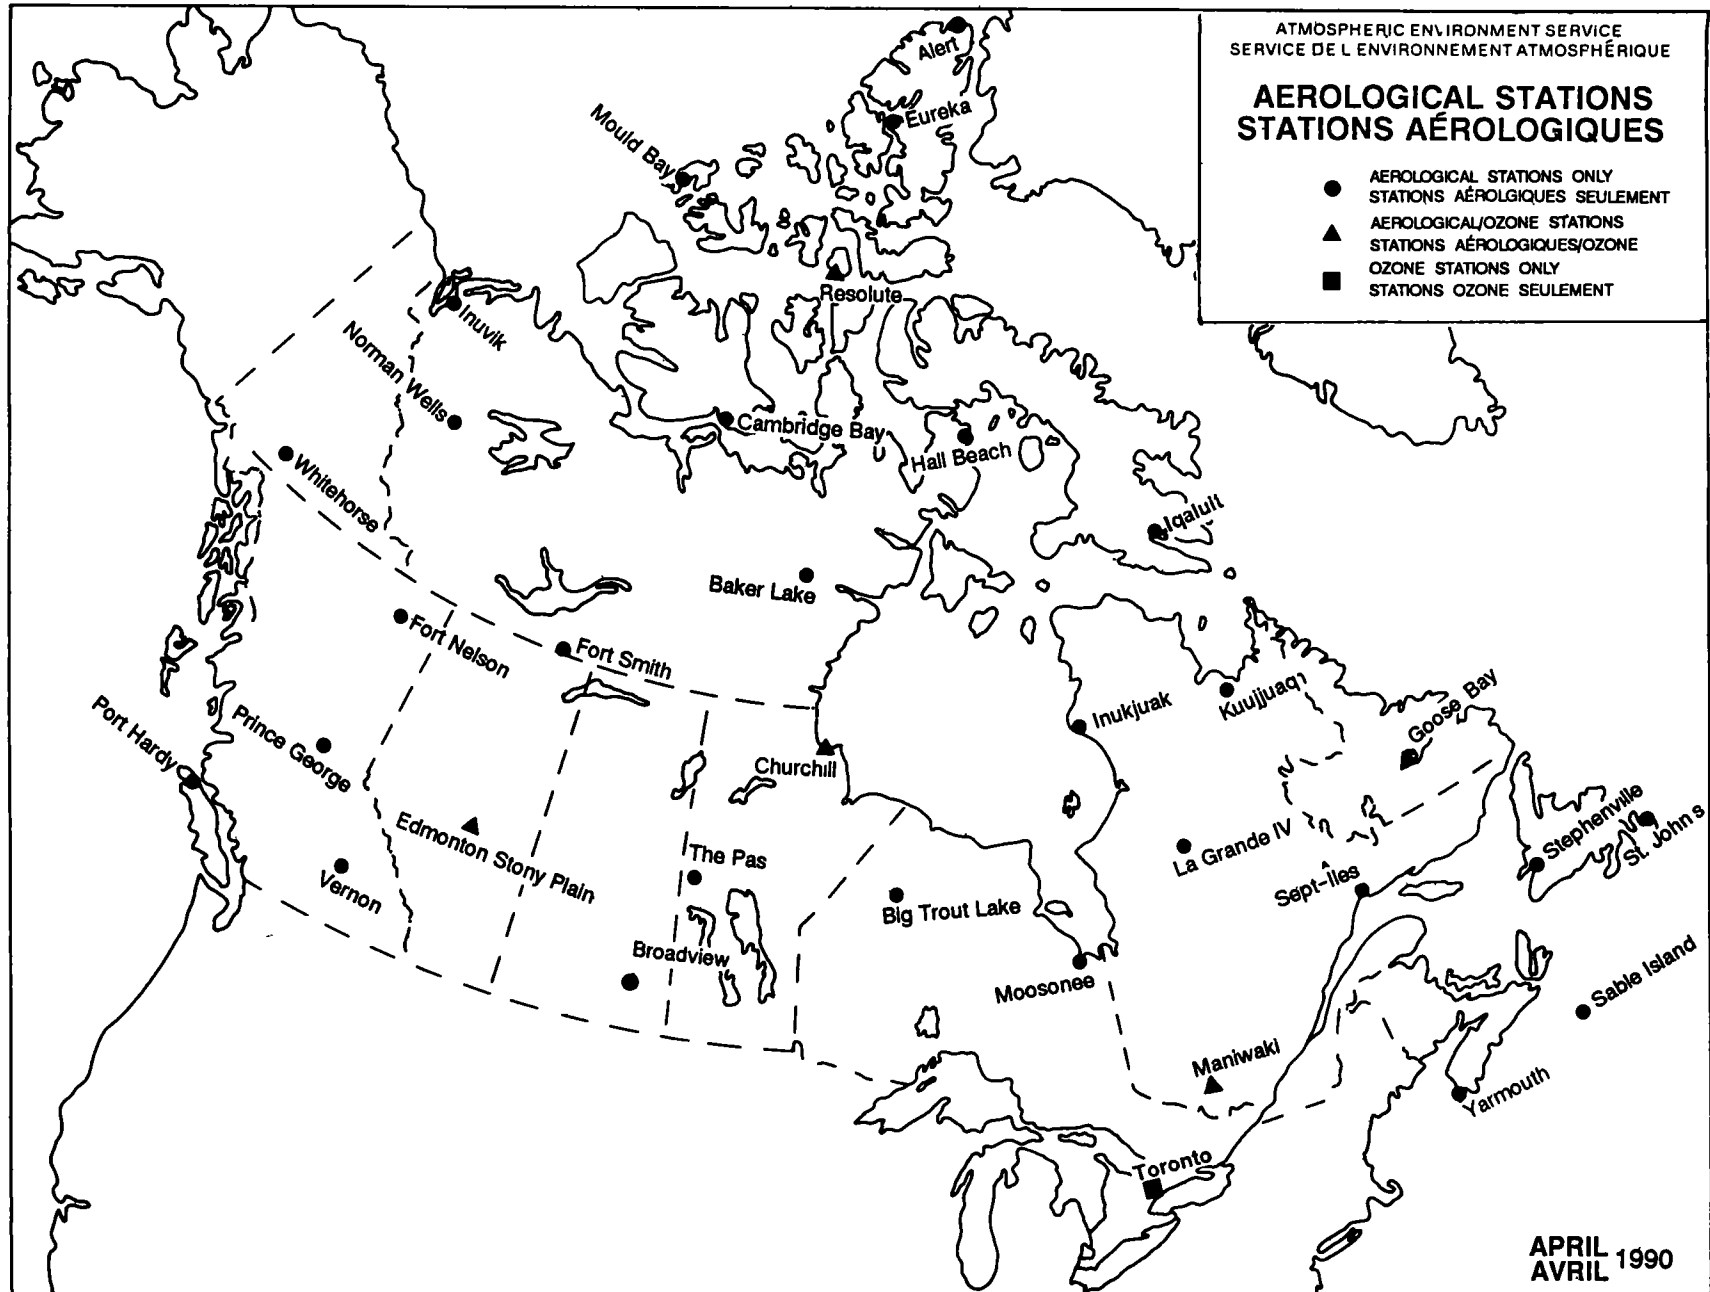 ATMOSPHERIC ENVIRONMENT SERVICE
SERVICE DE L ENVIRONNEMENT ATMOSPHÉRIQUE
AEROLOGICAL STATIONS
STATIONS AÉROLOGIQUES
AEROLOGICAL STATIONS ONLY
STATIONS AÉROLGIQUES SEULEMENT
AEROLOGICAL/OZONE STATIONS
STATIONS AÉROLOGIQUES/OZONE
OZONE STATIONS ONLY
STATIONS OZONE SEULEMENT
Alert
Eureka
Mould Bay
Resolute
Inuvik
Norman Wells
Cambridge Bay
Hall Beach
Whitehorse
Iqaluit
Baker Lake
Fort Nelson
Fort Smith
Inukjuak
Kuujjuaq
Goose Bay
Port Hardy
Prince George
Churchill
Edmonton Stony Plain
The Pas
La Grande IV
Stephenville
St. John s
Vernon
Big Trout Lake
Sept-Îles
Broadview
Moosonee
Sable Island
Maniwaki
Yarmouth
Toronto
APRIL
AVRIL 1990